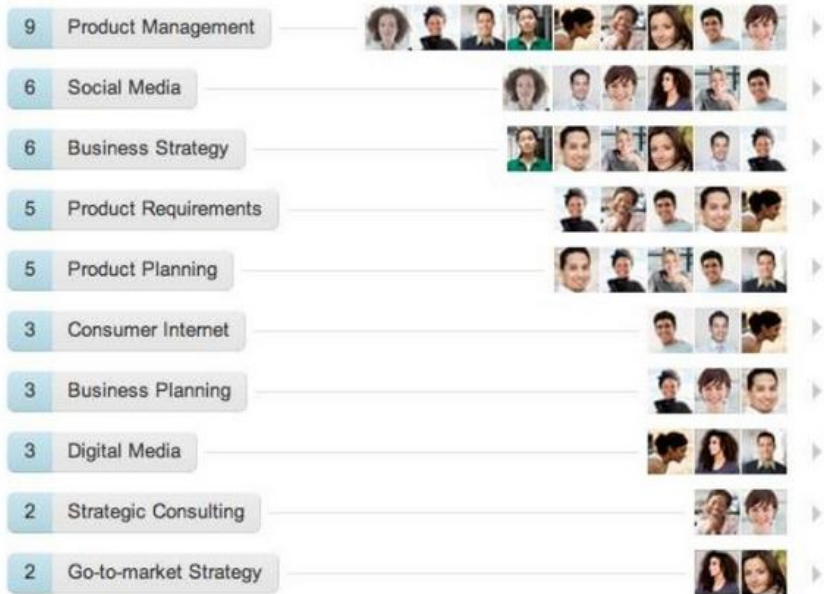 9 Product Management
6 Social Media
6 Business Strategy
5 Product Requirements
5 Product Planning
3 Consumer Internet
3 Business Planning
3 Digital Media
2 Strategic Consulting
2 Go-to-market Strategy